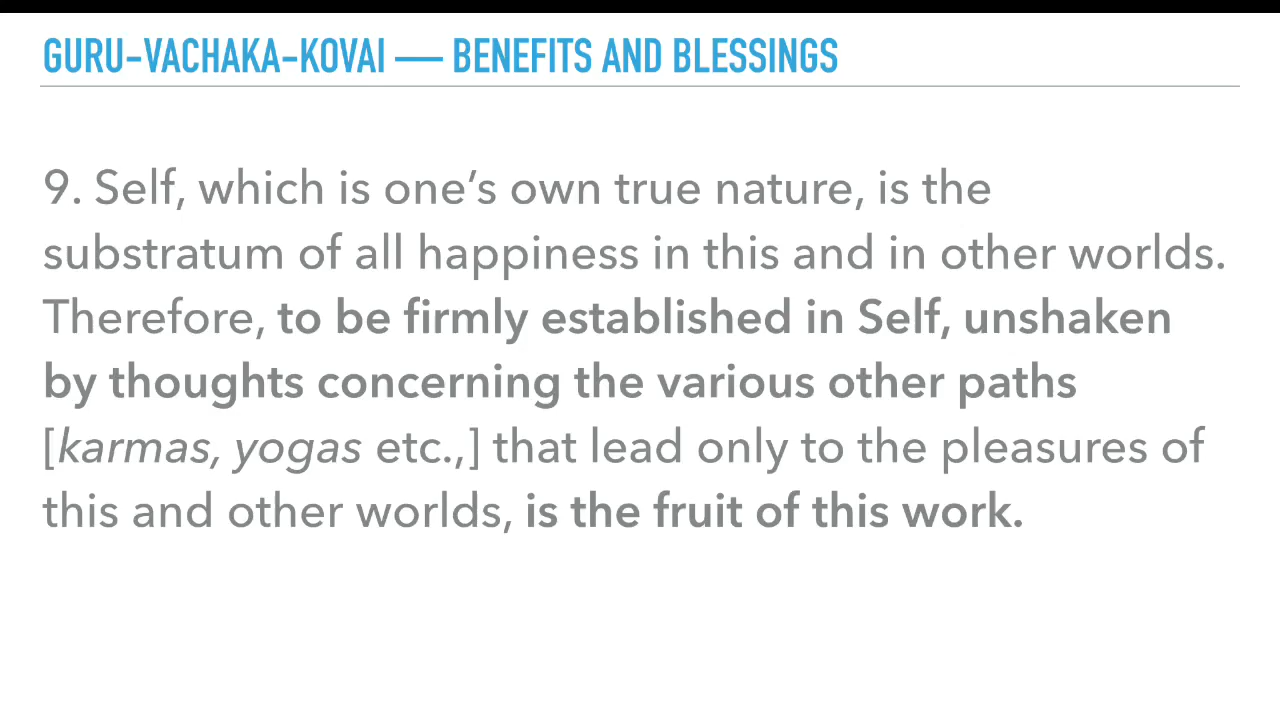 GURU-VACHAKA-KOVAI — BENEFITS AND BLESSINGS
9. Self, which is one’s own true nature, is the
substratum of all happiness in this and in other worlds.
Therefore, to be firmly established in Self, unshaken
by thoughts concerning the various other paths
[karmas, yogas etc.,] that lead only to the pleasures of
this and other worlds, is the fruit of this work.